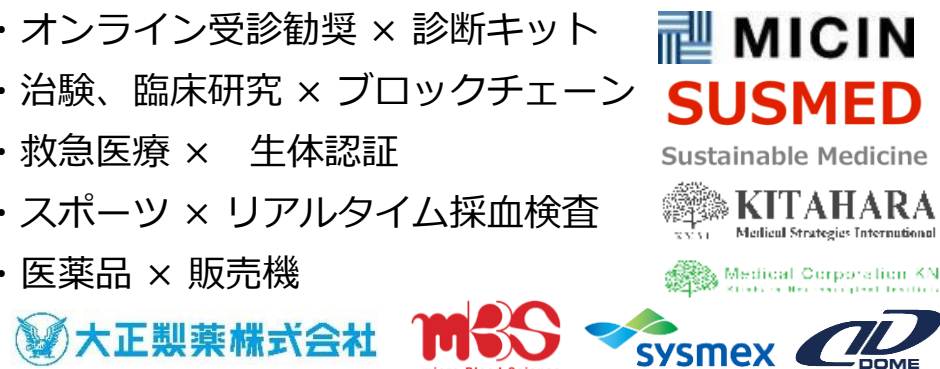 ・オンライン受診勧奨 × 診断キット
MICIN
・治験、臨床研究 × ブロックチェーン
SUSMED
Sustainable Medicine
・救急医療 ×　生体認証
・スポーツ × リアルタイム採血検査
KITAHARA
Medical Strategies International
・医薬品 × 販売機
Medical Corporation KN
大正製薬株式会社
MBS
sysmex
DOME